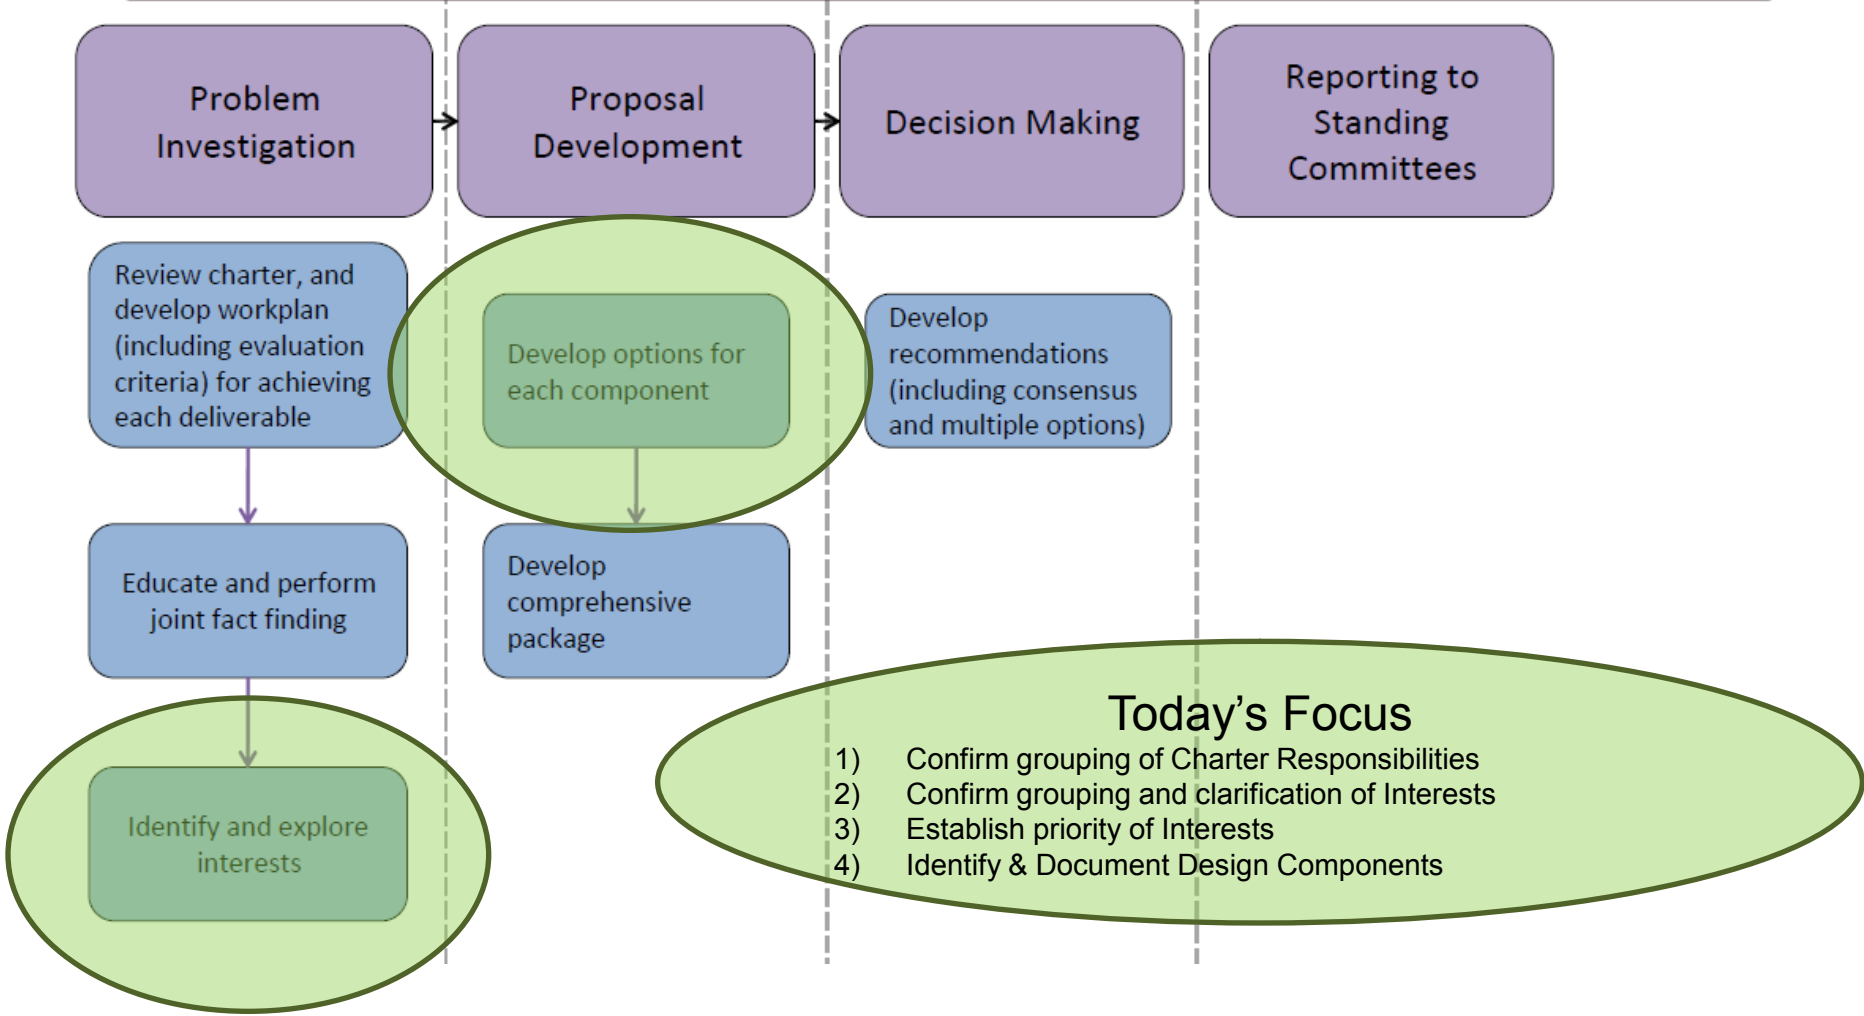 Problem
Investigation
Proposal
Development
Decision Making
Reporting to
Standing
Committees
Review charter, and
develop workplan
(including evaluation
criteria) for achieving
each deliverable
Educate and perform
joint fact finding
Identify and explore
interests
Develop options for
each component
Develop
comprehensive
package
Develop
recommendations
(including consensus
and multiple options)
Today’s Focus
1) Confirm grouping of Charter Responsibilities
2) Confirm grouping and clarification of Interests
3) Establish priority of Interests
4) Identify & Document Design Components